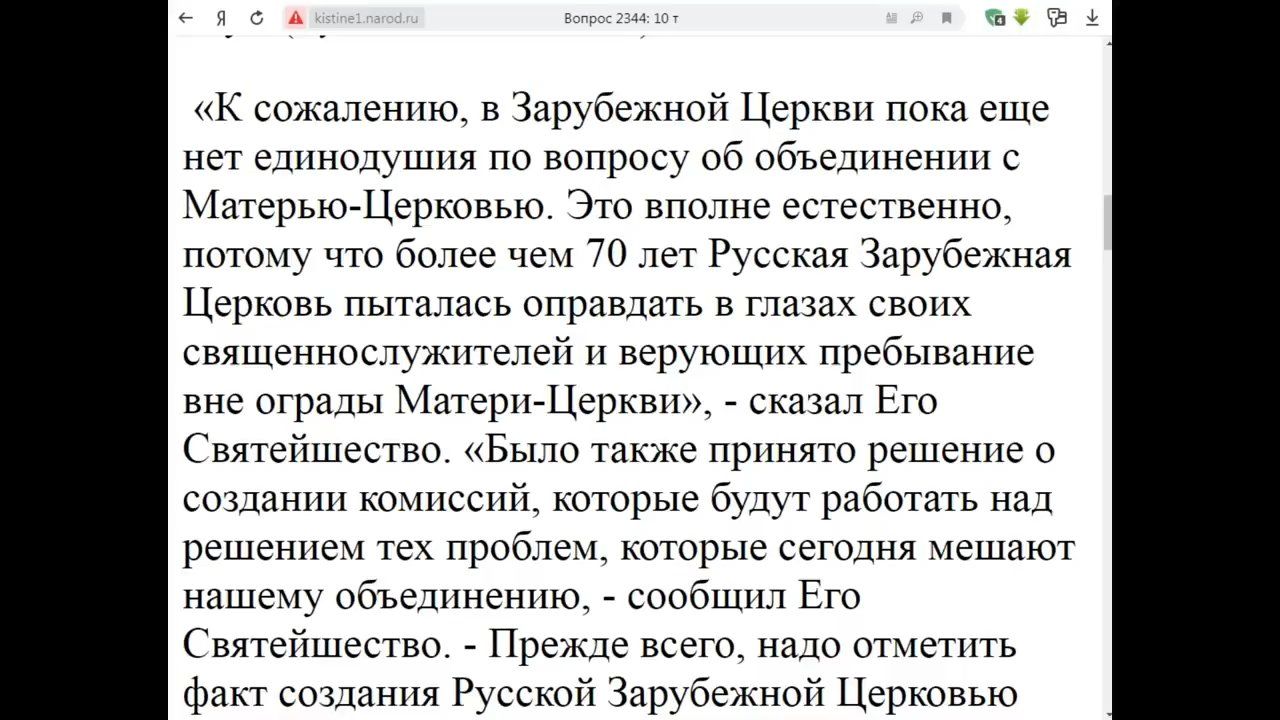 Я
kistine1.narod.ru
Вопрос 2344: 10 т
4
«К сожалению, в Зарубежной Церкви пока еще
нет единодушия по вопросу об объединении с
Матерью-Церковью. Это вполне естественно,
потому что более чем 70 лет Русская Зарубежная
Церковь пыталась оправдать в глазах своих
священнослужителей и верующих пребывание
вне ограды Матери-Церкви», - сказал Его
Святейшество. «Было также принято решение о
создании комиссий, которые будут работать над
решением тех проблем, которые сегодня мешают
нашему объединению, - сообщил Его
Святейшество. - Прежде всего, надо отметить
факт создания Русской Зарубежной Церковью